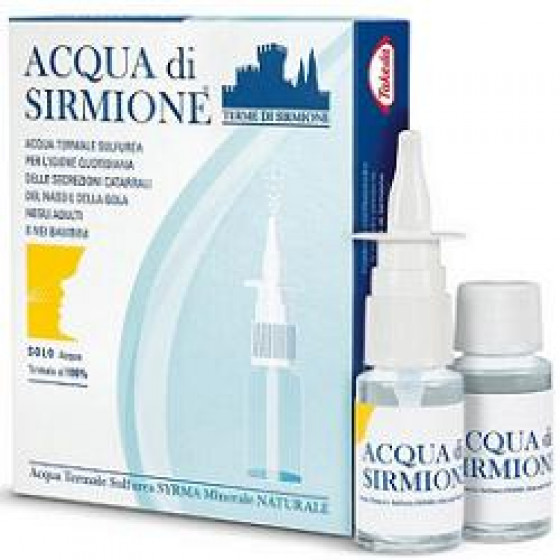 ACQUA di
SIRMIONE
TERME DI SIRMIONE
Takeda
ACQUA TERMALE SULFUREA
PER L'IGIENE QUOTIDIANA
DELLE SECREZIONI CATARRALI
DEL NASO E DELLA GOLA
NEGLI ADULTI
E NEI BAMBINI
SOLO Acqua
Termale al 100%
Acqua Termale Sulfurea SYRMA Minerale NATURALE
ACQUA di
SIRMIONE
ACQUA di
SIRMIONE